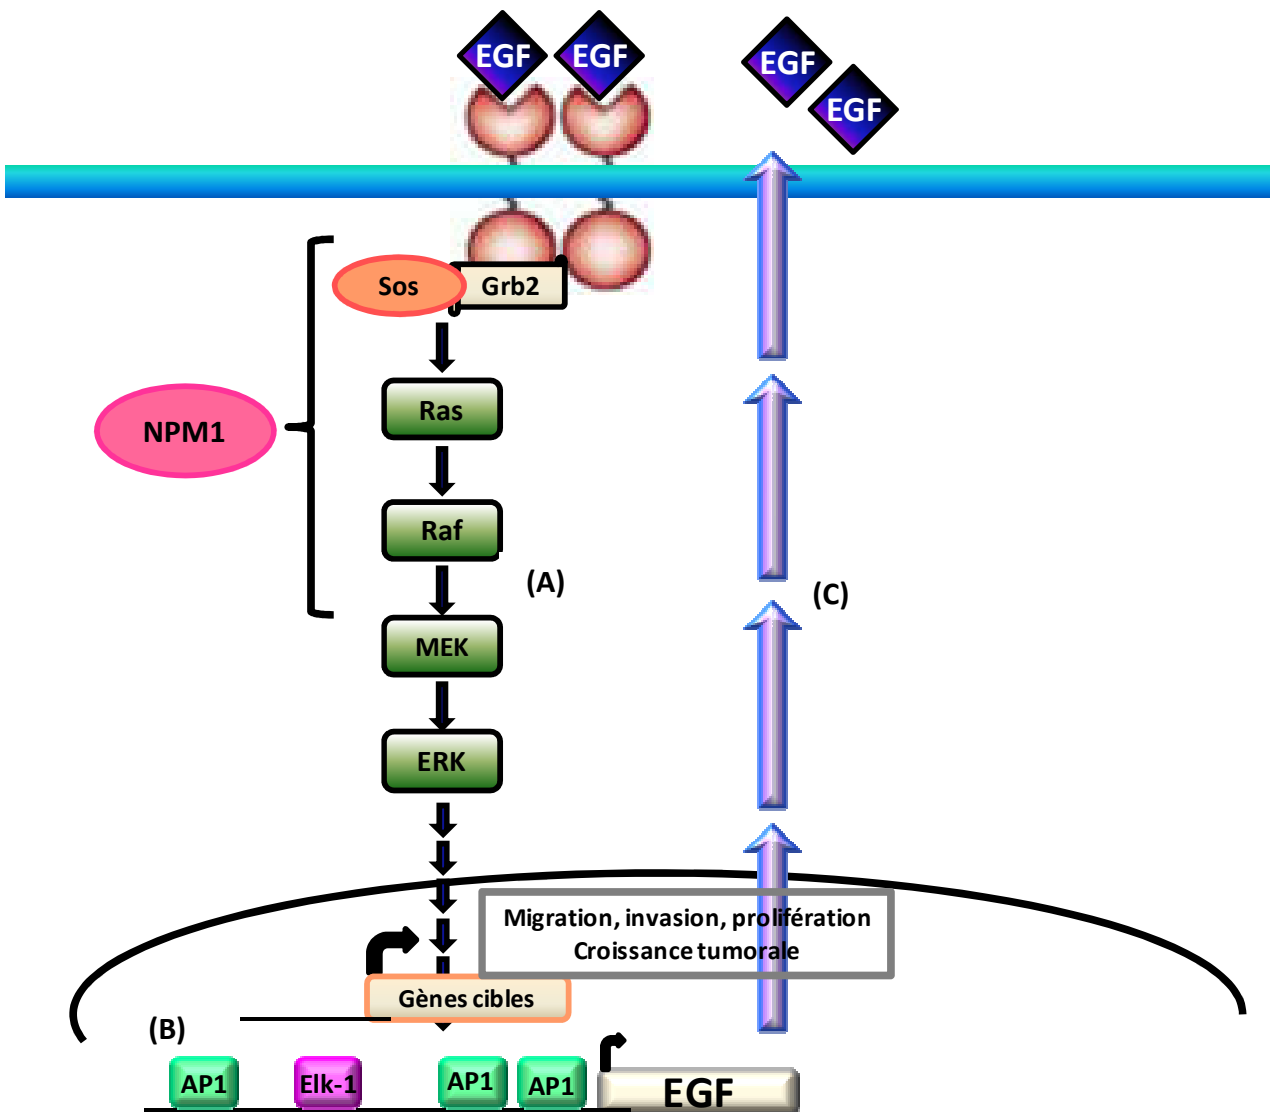 EGF
EGF
EGF
EGF
Sos
Grb2
Ras
NPM1
Raf
(A)
(C)
MEK
ERK
Migration, invasion, prolifération
Croissance tumorale
Gènes cibles
(B)
AP1
Elk-1
AP1
AP1
EGF